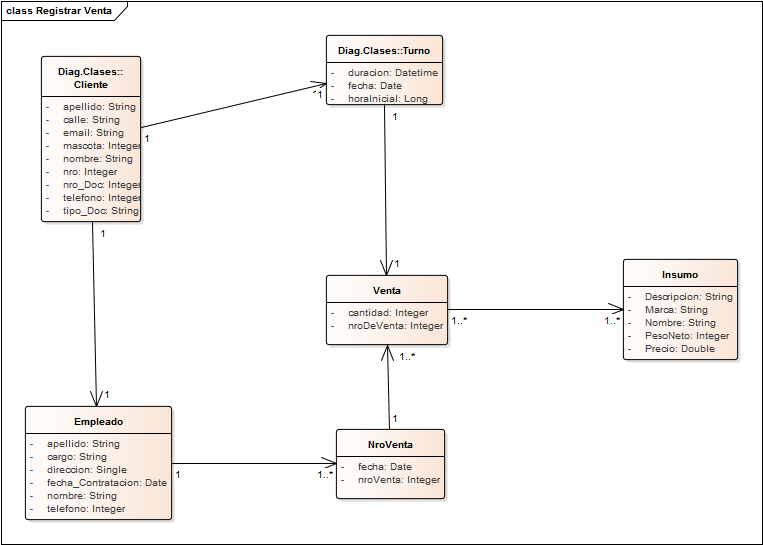 class Registrar Venta
Diag.Clases::
Cliente
- apellido: String
- calle: String
- email: String
- mascota: Integer
- nombre: String
- nro: Integer
- nro_Doc: Integer
- telefono: Integer
- tipo_Doc: String
Diag.Clases::Turno
- duracion: Datetime
- fecha: Date
- horaInicial: Long
1
1
1
1
1
1
Venta
- cantidad: Integer
- nroDeVenta: Integer
1..*
1..*
Insumo
- Descripcion: String
- Marca: String
- Nombre: String
- PesoNeto: Integer
- Precio: Double
1..*
1
Empleado
- apellido: String
- cargo: String
- direccion: Single
- fecha_Contratacion: Date
- nombre: String
- telefono: Integer
1
1..*
NroVenta
- fecha: Date
- nroVenta: Integer